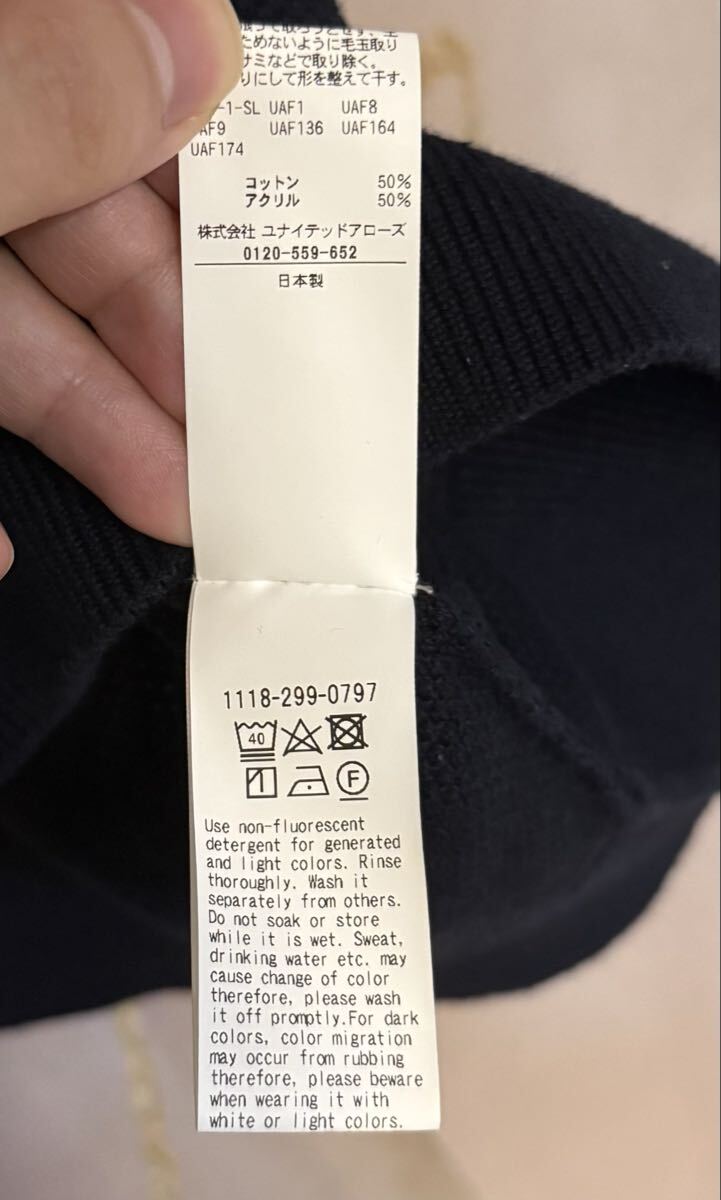 ためないように毛玉取り
サミなどで取り除く。
りにして形を整えて干す。
-1-SL UAF1 UAF8
AF9 UAF136 UAF164
UAF174
コットン 50%
アクリル 50%
株式会社 ユナイテッドアローズ
0120-559-652
日本製
1118-299-0797
40
F
Use non-fluorescent
detergent for generated
and light colors. Rinse
thoroughly. Wash it
separately from others.
Do not soak or store
while it is wet. Sweat,
drinking water etc. may
cause change of color
therefore, please wash
it off promptly.For dark
colors, color migration
may occur from rubbing
therefore, please beware
when wearing it with
white or light colors.